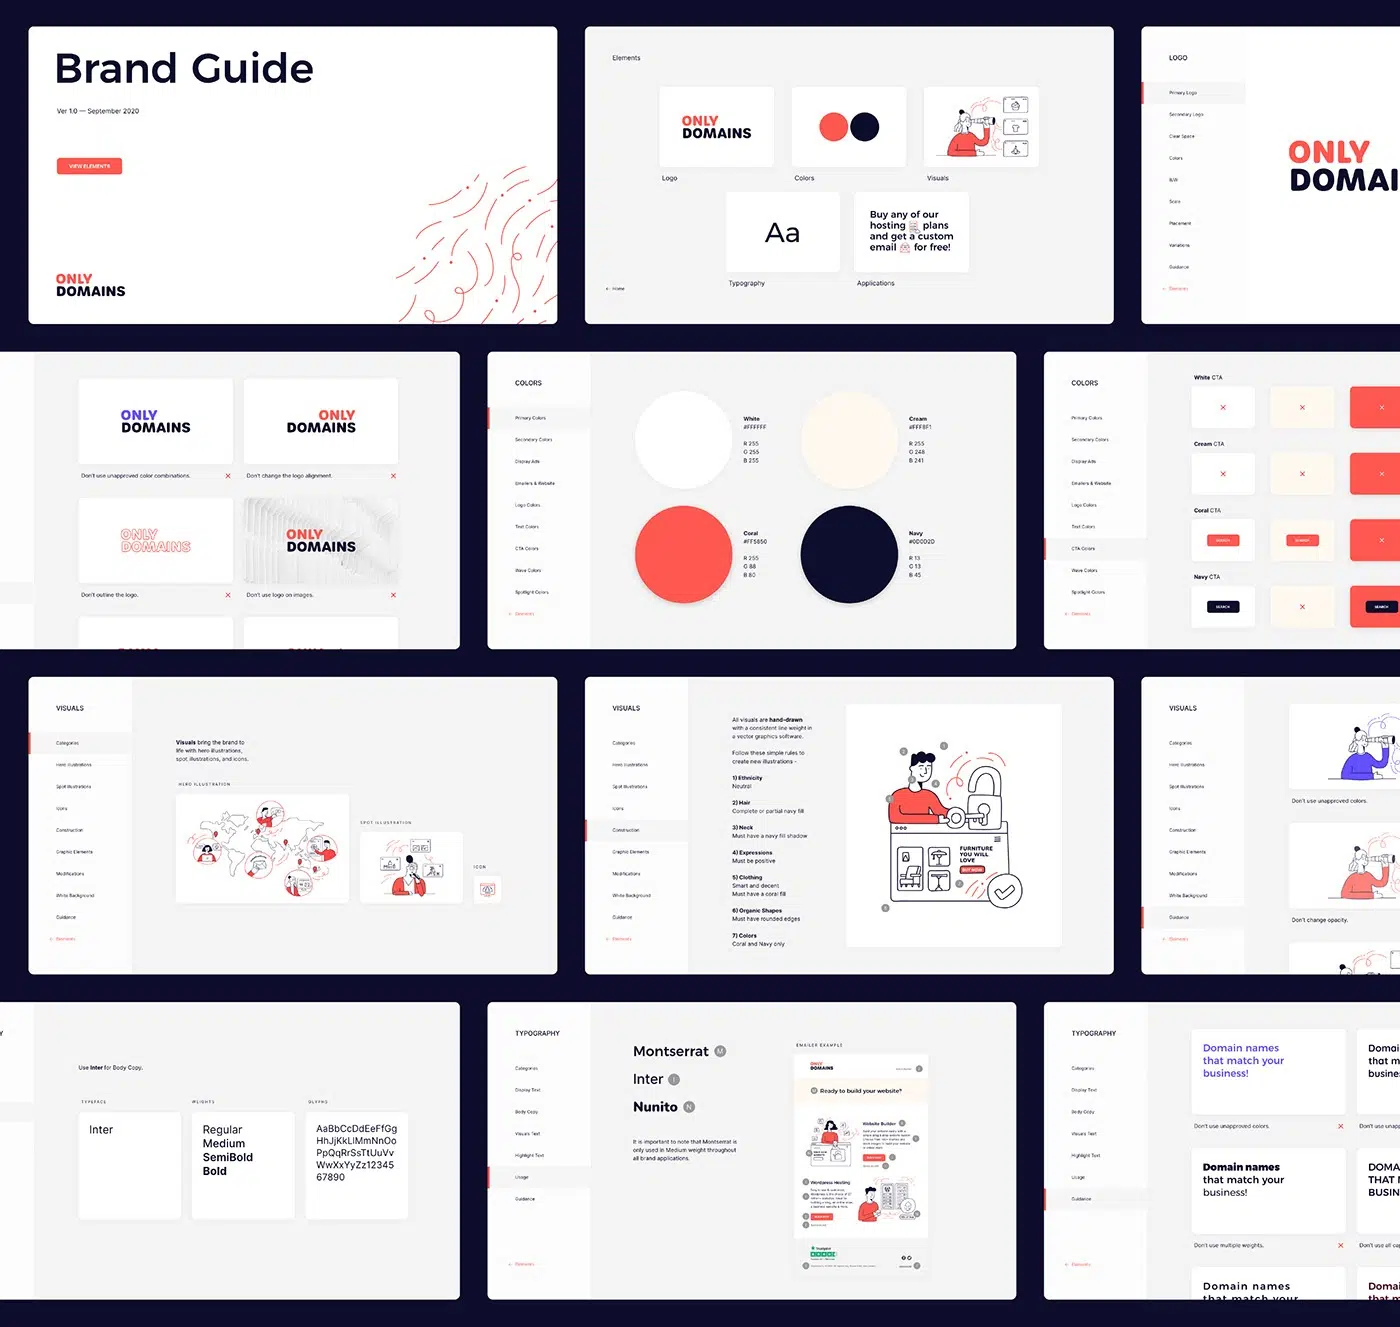 Brand Guide
Ver 1.0 — September 2020
VIEW ELEMENTS
ONLY
DOMAINS
Elements
ONLY
DOMAINS
Logo
Colors
Visuals
Aa
Typography
Buy any of our
hosting plans
and get a custom
email for free!
Applications
← Home
LOGO
Primary Logo
Secondary Logo
Clear Space
Colors
B/W
Scale
Placement
Variations
Guidance
← Elements
ONLY
DOMAI
ONLY
DOMAINS
Don't use unapproved color combinations.
ONLY
DOMAINS
Don't change the logo alignment.
ONLY
DOMAINS
Don't outline the logo.
ONLY
DOMAINS
Don't use logo on images.
COLORS
Primary Colors
Secondary Colors
Display Ads
Emailers & Website
Logo Colors
Text Colors
CTA Colors
Wave Colors
Spotlight Colors
← Elements
White
#FFFFFF
R 255
G 255
B 255
Cream
#FFF8F1
R 255
G 248
B 241
Coral
#FF5850
R 255
G 88
B 80
Navy
#0D0D2D
R 13
G 13
B 45
COLORS
Primary Colors
Secondary Colors
Display Ads
Emailers & Website
Logo Colors
Text Colors
CTA Colors
Wave Colors
Spotlight Colors
← Elements
White CTA
Cream CTA
Coral CTA
SEARCH
SEARCH
Navy CTA
SEARCH
SEARCH
VISUALS
Categories
Hero Illustrations
Spot Illustrations
Icons
Construction
Graphic Elements
Modifications
White Background
Guidance
← Elements
Visuals bring the brand to
life with hero illustrations,
spot illustrations, and icons.
HERO ILLUSTRATION
SPOT ILLUSTRATION
ICON
VISUALS
Categories
Hero Illustrations
Spot Illustrations
Icons
Construction
Graphic Elements
Modifications
White Background
Guidance
← Elements
All visuals are hand-drawn
with a consistent line weight in
a vector graphics software.
Follow these simple rules to
create new illustrations –
1) Ethnicity
Neutral
2) Hair
Complete or partial navy fill
3) Neck
Must have a navy fill shadow
4) Expressions
Must be positive
5) Clothing
Smart and decent
Must have a coral fill
6) Organic Shapes
Must have rounded edges
7) Colors
Coral and Navy only
FURNITURE
YOU WILL
LOVE
BUY NOW
VISUALS
Categories
Hero Illustrations
Spot Illustrations
Icons
Construction
Graphic Elements
Modifications
White Background
Guidance
← Elements
Don't use unapproved colors.
Don't change opacity.
Y
Use Inter for Body Copy.
TYPEFACE
Inter
WEIGHTS
Regular
Medium
SemiBold
Bold
GLYPHS
AaBbCcDdEeFfGg
HhJjKkLlMmNnOo
PpQqRrSsTtUuVv
WwXxYyZz12345
67890
TYPOGRAPHY
Categories
Display Text
Body Copy
Visuals Text
Highlight Text
Usage
Guidance
← Elements
Montserrat M
Inter I
Nunito N
It is important to note that Montserrat is
only used in Medium weight throughout
all brand applications.
EMAILER EXAMPLE
ONLY
DOMAINS
Ready to build your website?
Website Builder
Wordpress Hosting
Trustpilot
TYPOGRAPHY
Categories
Display Text
Body Copy
Visuals Text
Highlight Text
Usage
Guidance
← Elements
Domain names
that match your
business!
Don't use unapproved colors.
Domai
that m
busine
Don't use unapp
Domain names
that match your
business!
Don't use multiple weights.
DOMA
THAT M
BUSIN
Don't use all ca
Domain names
that match your
Domai
that m